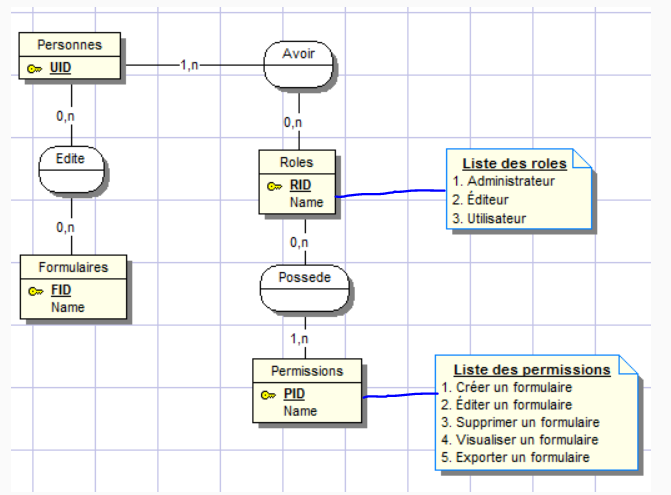 Personnes
UID
1,n
Avoir
0,n
0,n
Edite
Roles
RID
Name
Liste des roles
1. Administrateur
2. Éditeur
3. Utilisateur
0,n
0,n
Formulaires
FID
Name
Possede
1,n
Permissions
PID
Name
Liste des permissions
1. Créer un formulaire
2. Éditer un formulaire
3. Supprimer un formulaire
4. Visualiser un formulaire
5. Exporter un formulaire